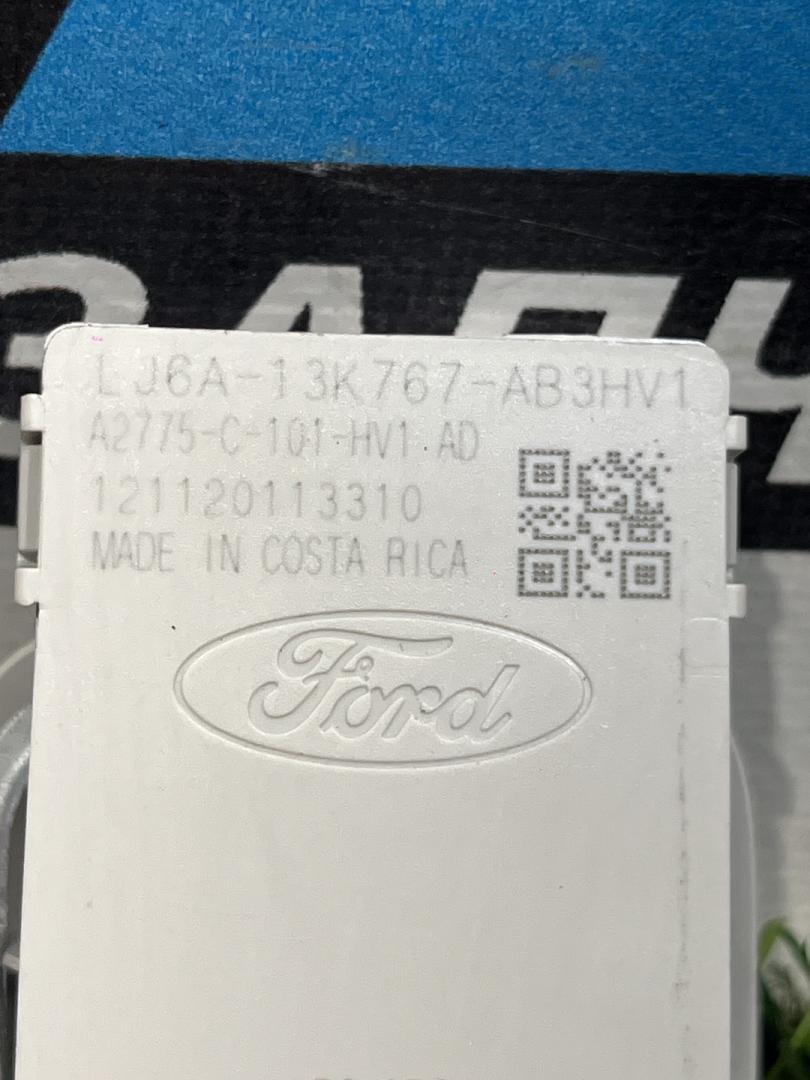 LJ6A-13K767-AB3HV1
A2775-C-101-HV1 AD
121120113310
MADE IN COSTA RICA
Ford